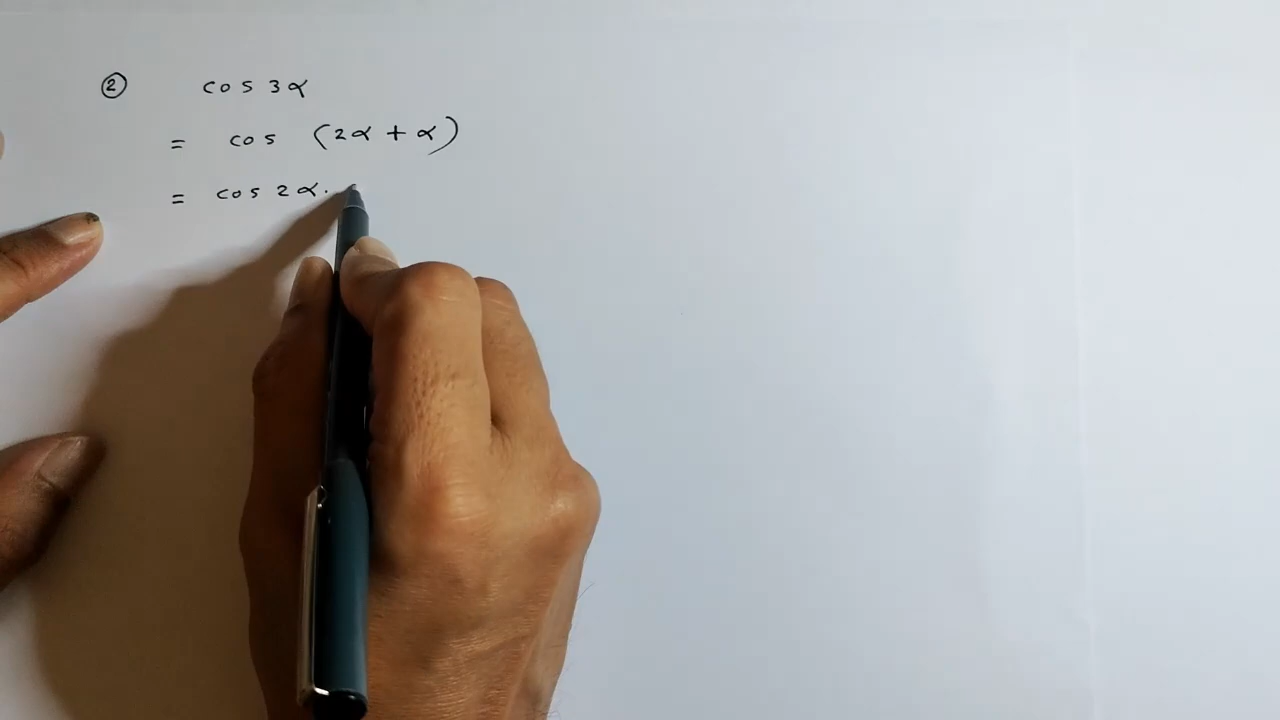 ② cos 3α
= cos (2α + α)
= cos 2α.